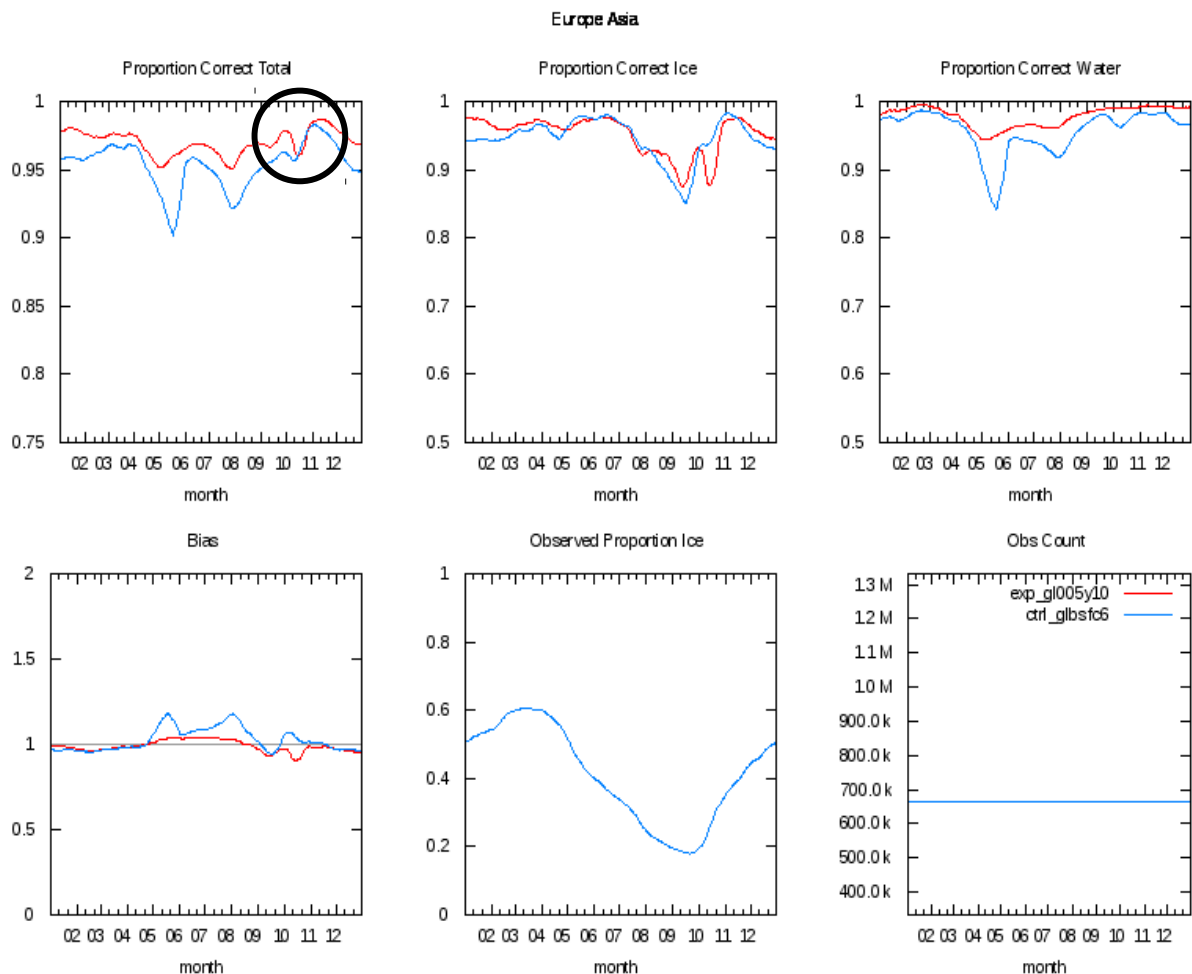 Europe Asia
Proportion Correct Total
1
0.95
0.9
0.85
0.8
0.75
02 03 04 05 06 07 08 09 10 11 12
month
Proportion Correct Ice
1
0.9
0.8
0.7
0.6
0.5
02 03 04 05 06 07 08 09 10 11 12
month
Proportion Correct Water
1
0.9
0.8
0.7
0.6
0.5
02 03 04 05 06 07 08 09 10 11 12
month
Bias
2
1.5
1
0.5
0
02 03 04 05 06 07 08 09 10 11 12
month
Observed Proportion Ice
1
0.8
0.6
0.4
0.2
0
02 03 04 05 06 07 08 09 10 11 12
month
Obs Count
1.3 M
1.2 M
1.1 M
1.0 M
900.0 k
800.0 k
700.0 k
600.0 k
500.0 k
400.0 k
exp_gl005y10
ctrl_glbsfc6
02 03 04 05 06 07 08 09 10 11 12
month